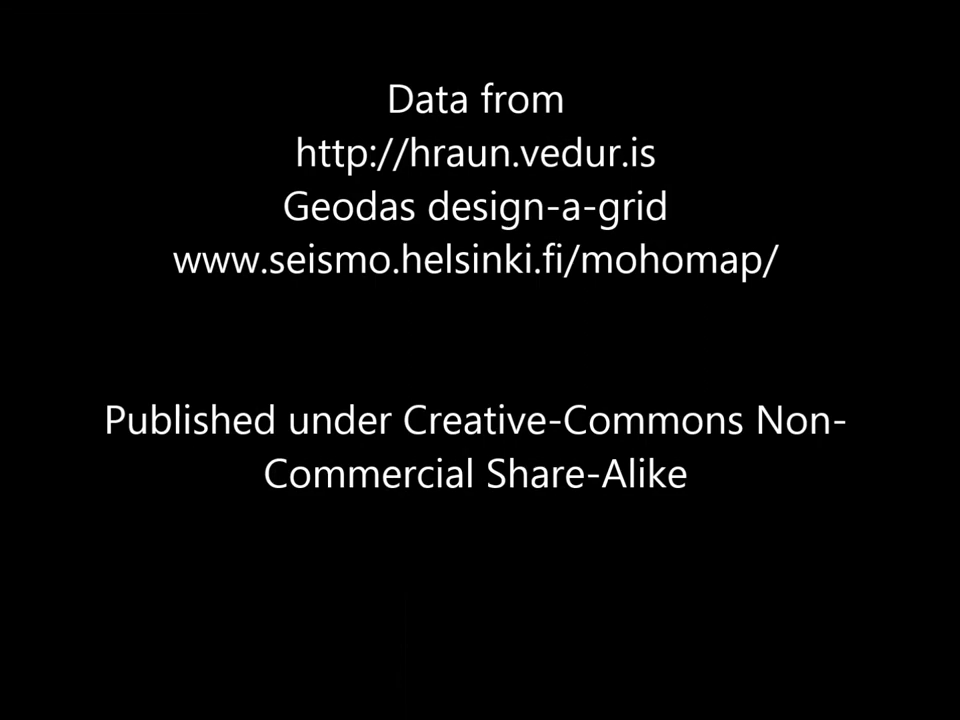 Data from
http://hraun.vedur.is
Geodas design-a-grid
www.seismo.helsinki.fi/mohomap/
Published under Creative-Commons Non-
Commercial Share-Alike